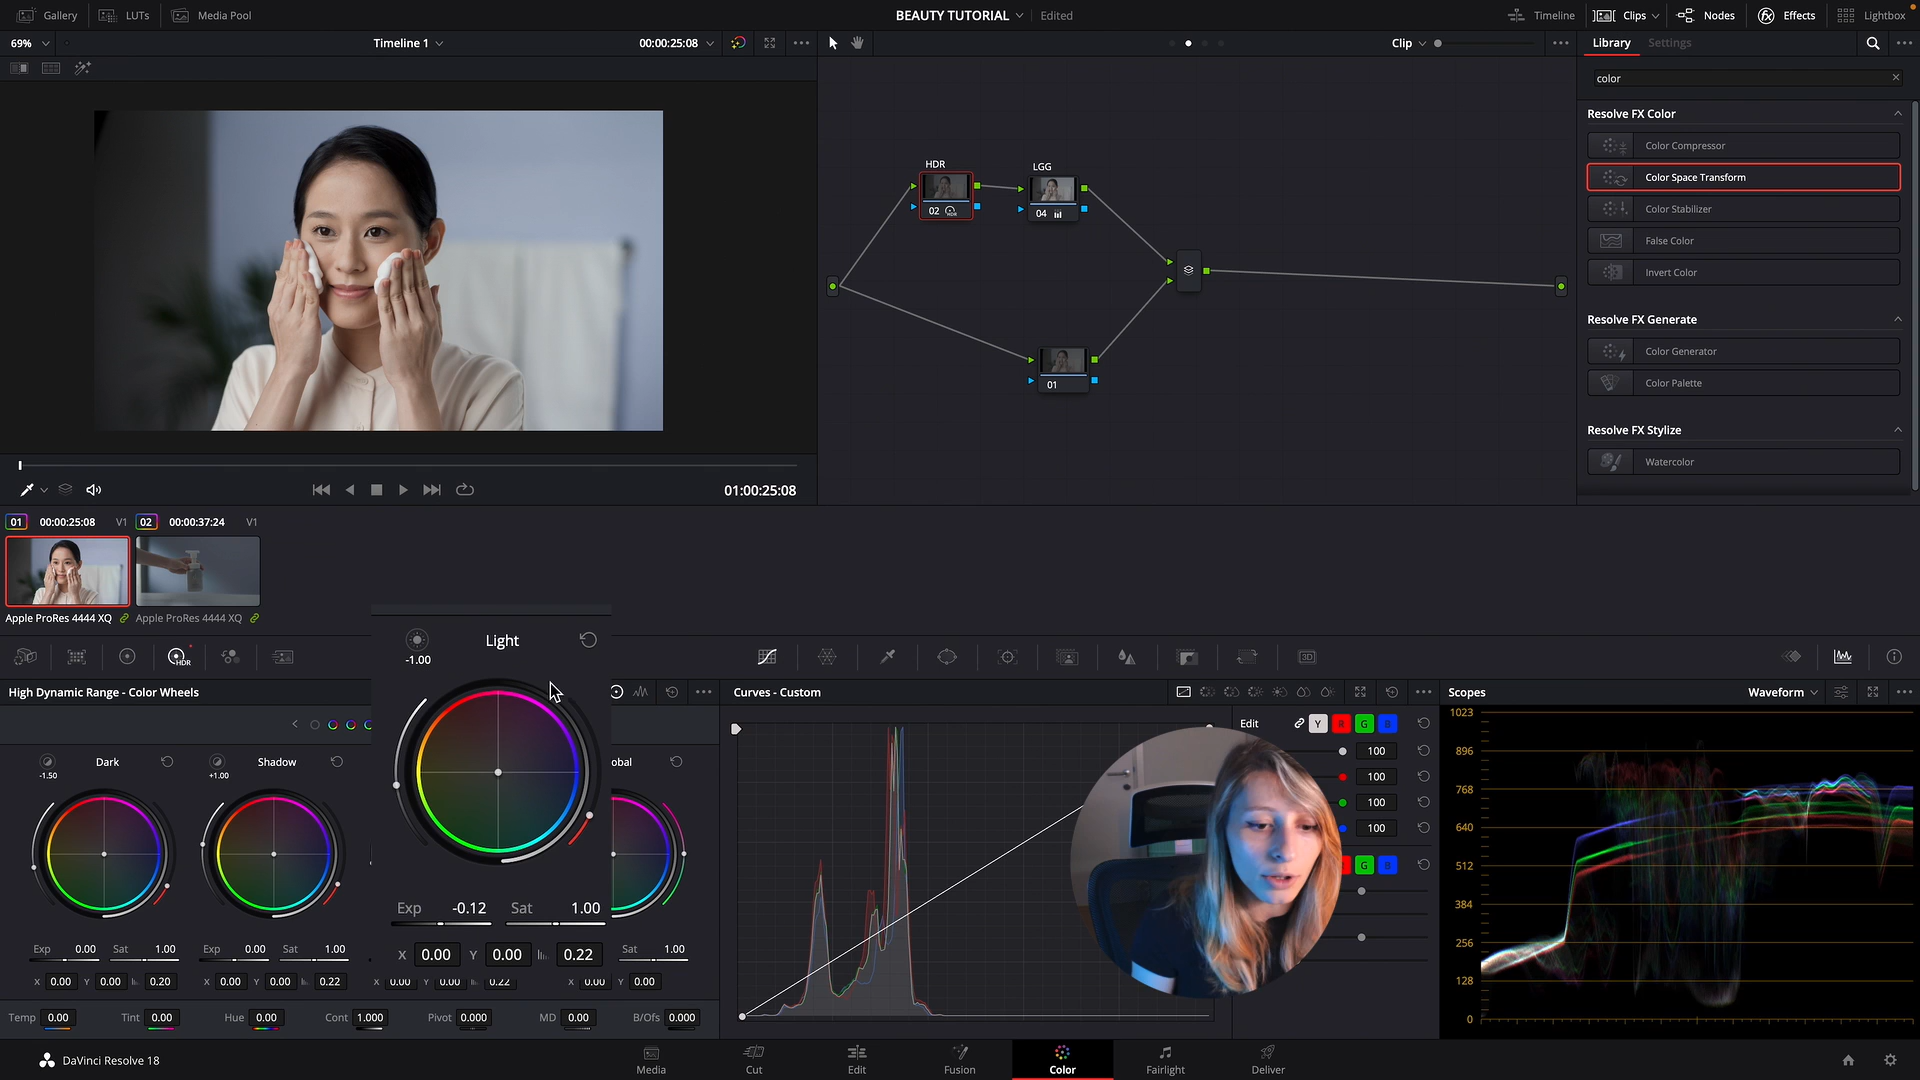 Gallery LUTs Media Pool BEAUTY TUTORIAL Edited Timeline Clips Nodes Effects Lightbox
69% Timeline 1 00:00:25:08 Clip Library Settings
color
Resolve FX Color
Color Compressor
Color Space Transform
Color Stabilizer
False Color
Invert Color
Resolve FX Generate
Color Generator
Color Palette
Resolve FX Stylize
Watercolor
HDR LGG
02 HDR 04
01
01:00:25:08
01 00:00:25:08 V1 02 00:00:37:24 V1
Apple ProRes 4444 XQ Apple ProRes 4444 XQ
HDR 3D
High Dynamic Range - Color Wheels Curves - Custom Scopes Waveform
Light
-1.00
Dark Shadow obal
-1.50 +1.00
Exp -0.12 Sat 1.00
X 0.00 Y 0.00 0.22
Exp 0.00 Sat 1.00 Exp 0.00 Sat 1.00 Sat 1.00
X 0.00 Y 0.00 0.20 X 0.00 Y 0.00 0.22 X 0.00 Y 0.00 0.22 X 0.00 Y 0.00
Temp 0.00 Tint 0.00 Hue 0.00 Cont 1.000 Pivot 0.000 MD 0.00 B/Ofs 0.000
Edit Y R G B
100
100
100
100
G B
1023
896
768
640
512
384
256
128
0
DaVinci Resolve 18 Media Cut Edit Fusion Color Fairlight Deliver